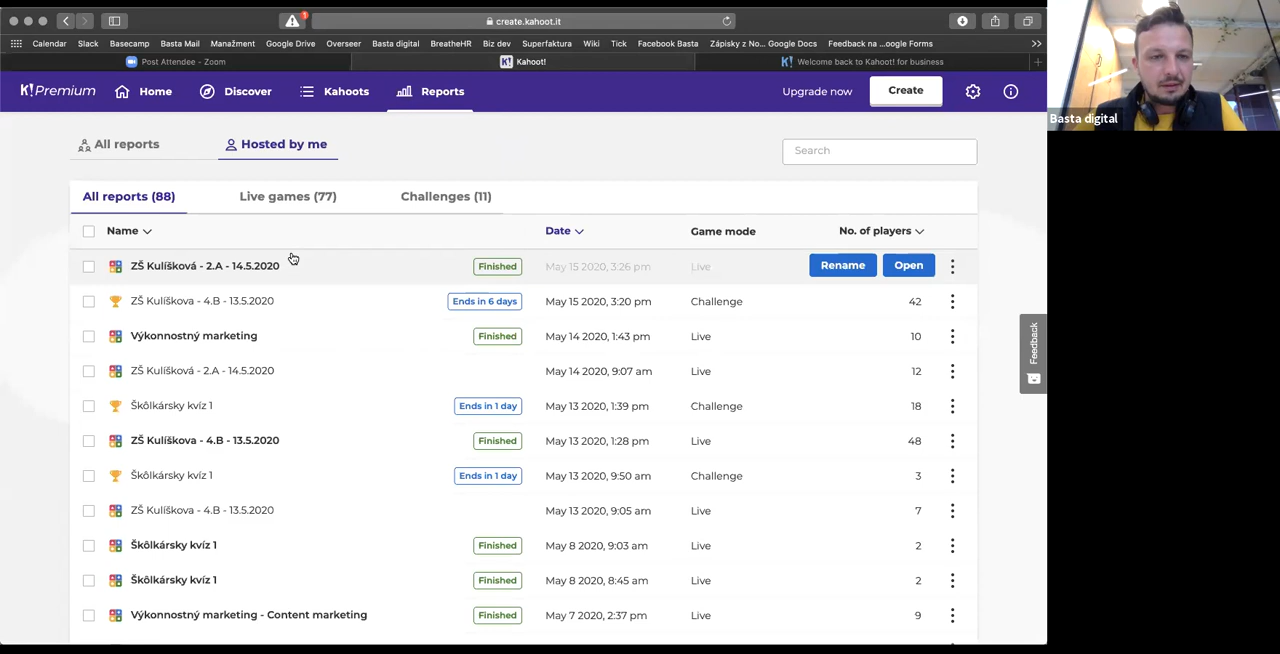 1
create.kahoot.it
Calendar Slack Basecamp Basta Mail Manažment Google Drive Overseer Basta digital BreatheHR Biz dev Superfaktura Wiki Tick Facebook Basta Zápisky z No... Google Docs Feedback na ...oogle Forms >>
Post Attendee - Zoom K! Kahoot! K! Welcome back to Kahoot! for business +
K!Premium Home Discover Kahoots Reports Upgrade now Create
Basta digital
All reports Hosted by me Search
All reports (88) Live games (77) Challenges (11)
Name Date Game mode No. of players
ZŠ Kulíšková - 2.A - 14.5.2020 Finished May 15 2020, 3:26 pm Live Rename Open
ZŠ Kulíškova - 4.B - 13.5.2020 Ends in 6 days May 15 2020, 3:20 pm Challenge 42
Výkonnostný marketing Finished May 14 2020, 1:43 pm Live 10
ZŠ Kulíšková - 2.A - 14.5.2020 May 14 2020, 9:07 am Live 12
Škôlkársky kvíz 1 Ends in 1 day May 13 2020, 1:39 pm Challenge 18
ZŠ Kulíškova - 4.B - 13.5.2020 Finished May 13 2020, 1:28 pm Live 48
Škôlkársky kvíz 1 Ends in 1 day May 13 2020, 9:50 am Challenge 3
ZŠ Kulíškova - 4.B - 13.5.2020 May 13 2020, 9:05 am Live 7
Škôlkársky kvíz 1 Finished May 8 2020, 9:03 am Live 2
Škôlkársky kvíz 1 Finished May 8 2020, 8:45 am Live 2
Výkonnostný marketing - Content marketing Finished May 7 2020, 2:37 pm Live 9
Feedback